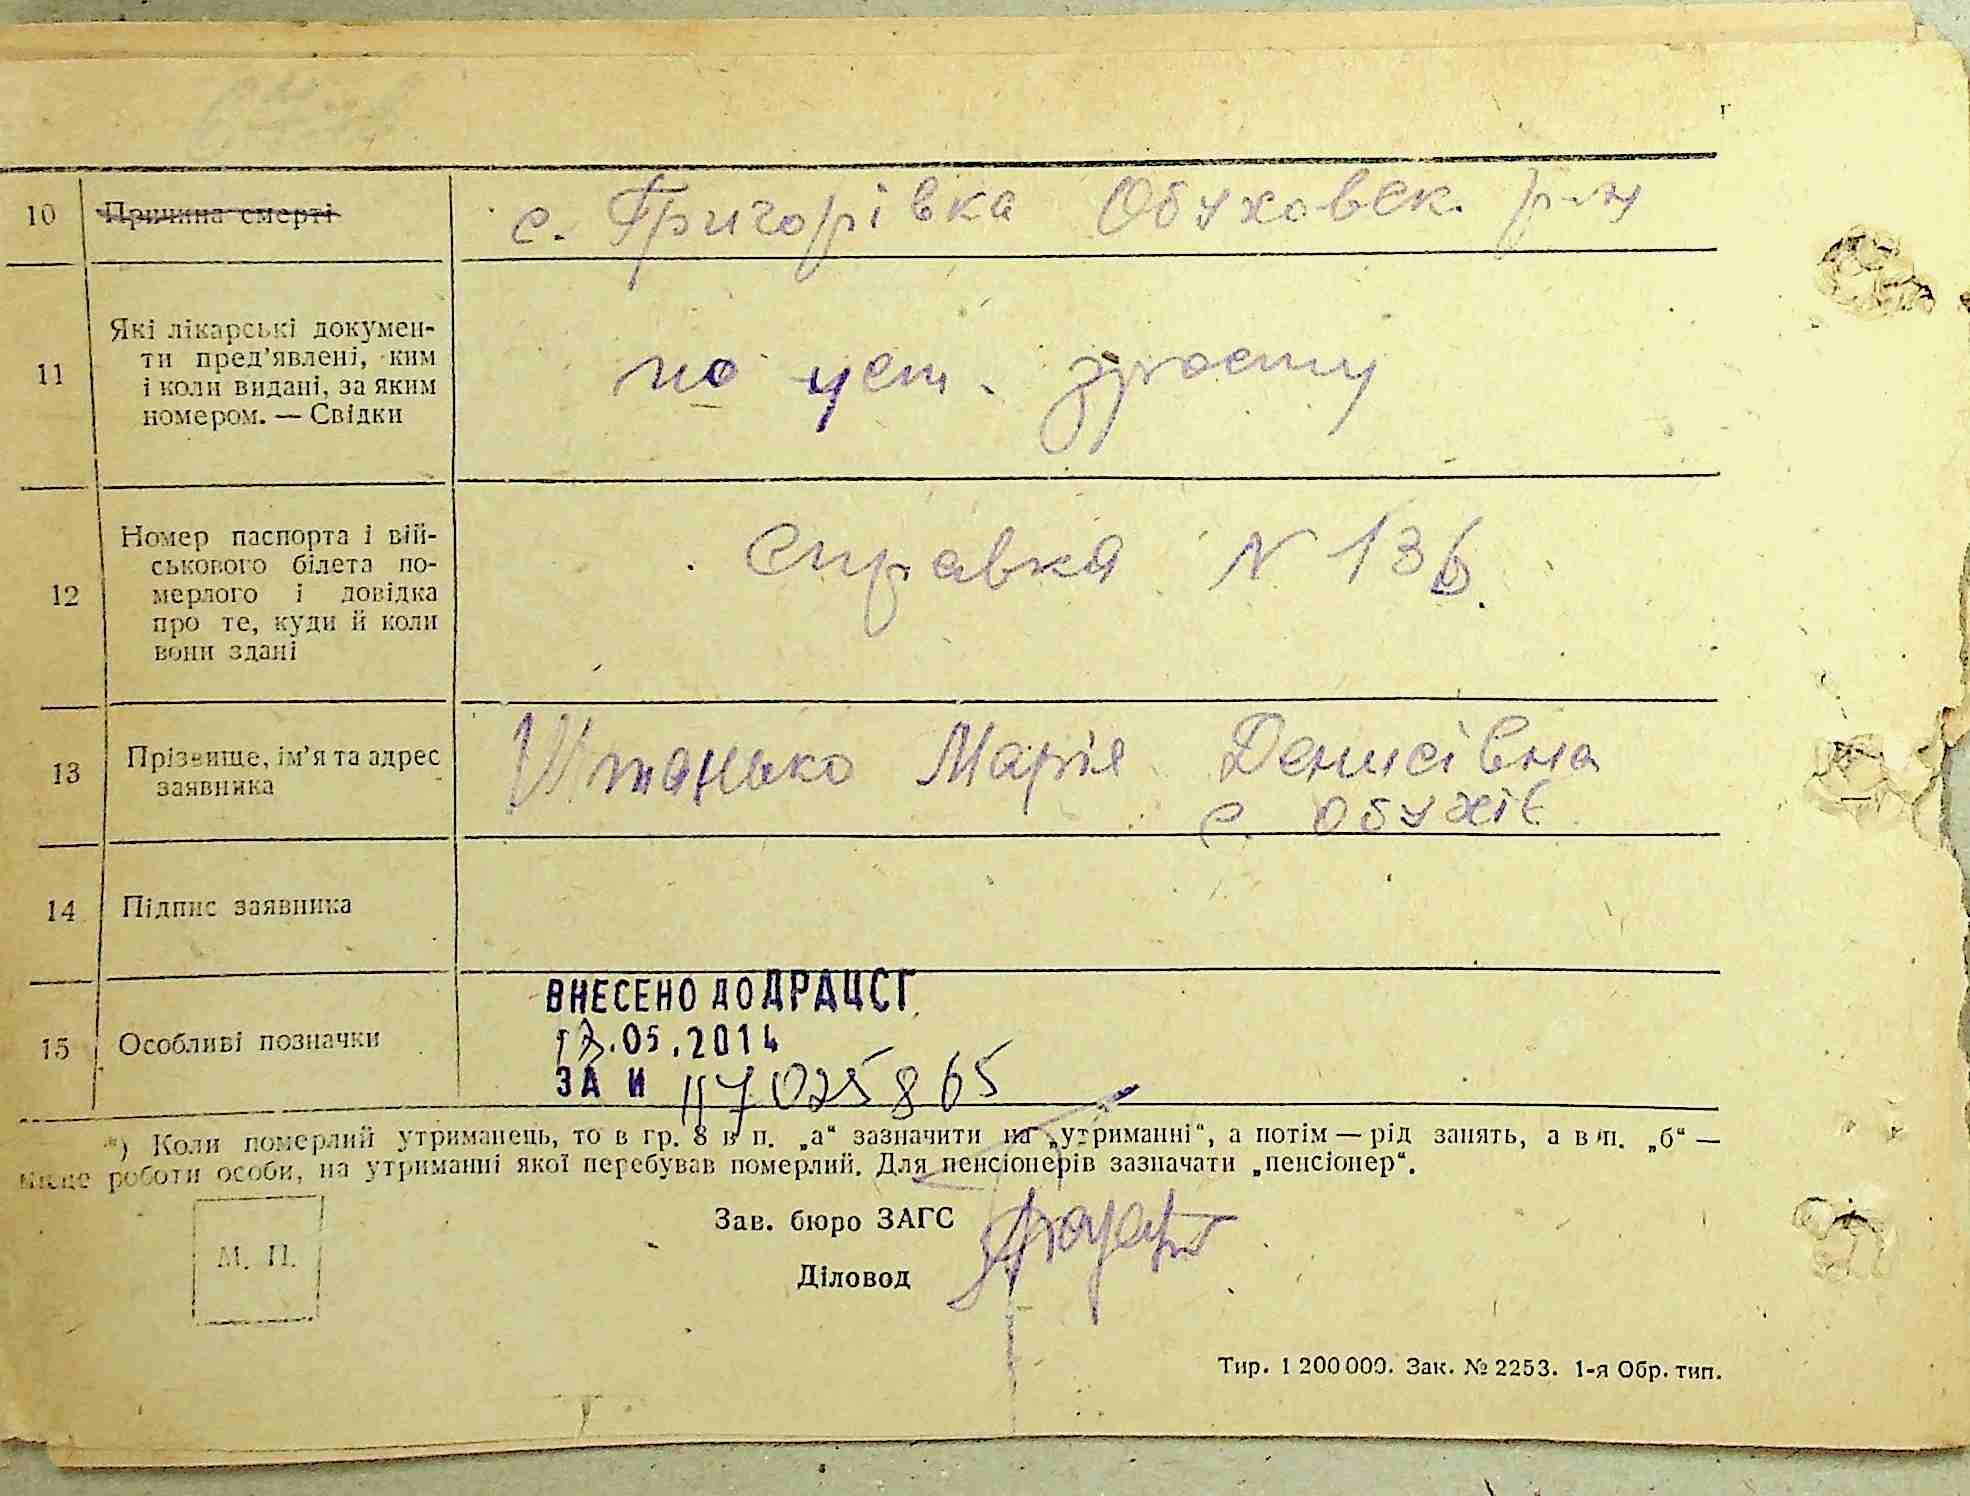 10 Причина смерті с. Григорівка Обуховск. р-н
11 Які лікарські докумен-
ти пред'явлені, ким
і коли видані, за яким
номером. — Свідки
по уст.
12 Номер паспорта і вій-
ськового білета по-
мерлого і довідка
про те, куди й коли
вони здані
справка N 136.
13 Прізвище, ім'я та адрес
заявника
Штанько Марія Денисівна
с. Обухів
14 Підпис заявника
15 Особливі позначки
ВНЕСЕНО ДО ДРАЦСГ
.05.2014
ЗА И 117025865
*) Коли померлий утриманець, то в гр. 8 в п. „а“ зазначити на „утриманні“, а потім — рід занять, а в п. „б“ —
місце роботи особи, на утриманні якої перебував померлий. Для пенсіонерів зазначати „пенсіонер“.
М. П.
Зав. бюро ЗАГС
Діловод
Тир. 1 200 000. Зак. № 2253. 1-я Обр. тип.